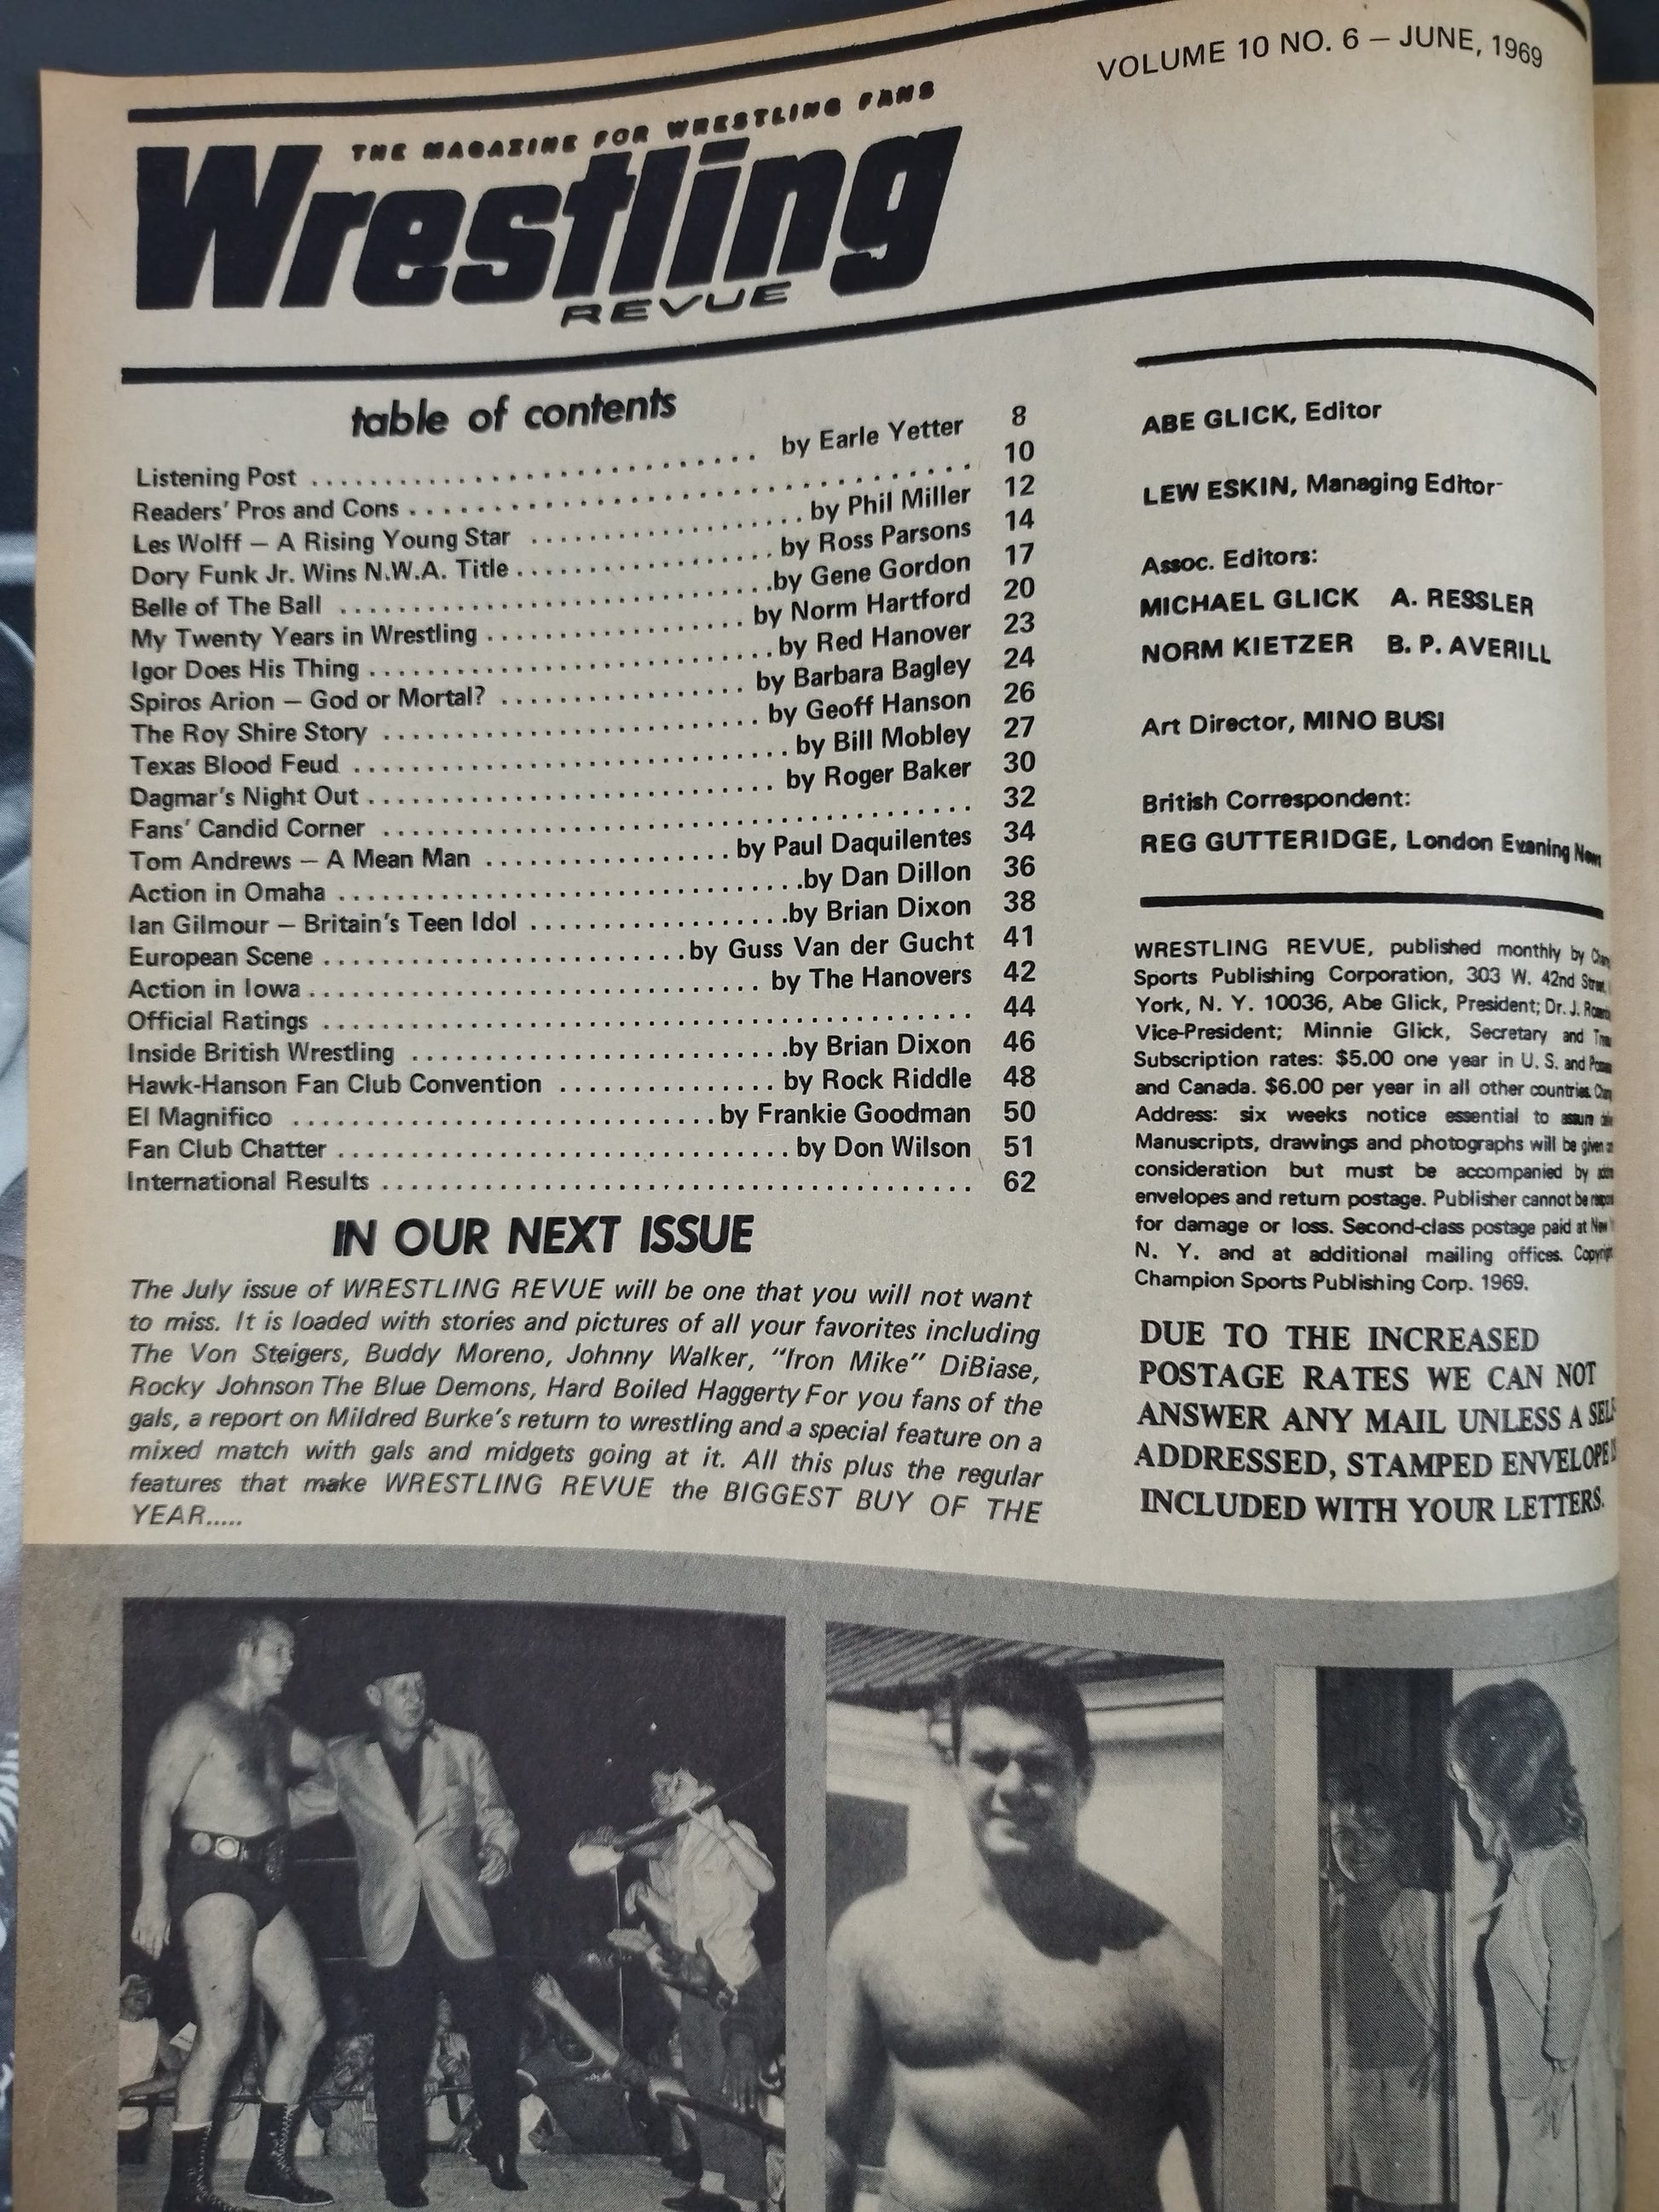 VOLUME 10 NO. 6 – JUNE, 1969
THE MAGAZINE FOR WRESTLING FANS
Wrestling
REVUE
table of contents
Listening Post . . . . . . . . . . . . . . . . . . . . by Earle Yetter 8
Readers' Pros and Cons . . . . . . . . . . . . . . . . . . . . 10
Les Wolff – A Rising Young Star . . . . . . . . . . by Phil Miller 12
Dory Funk Jr. Wins N.W.A. Title . . . . . . . . . . by Ross Parsons 14
Belle of The Ball . . . . . . . . . . by Gene Gordon 17
My Twenty Years in Wrestling . . . . . . . . . . by Norm Hartford 20
Igor Does His Thing . . . . . . . . . . by Red Hanover 23
Spiros Arion – God or Mortal? . . . . . . . . . . by Barbara Bagley 24
The Roy Shire Story . . . . . . . . . . by Geoff Hanson 26
Texas Blood Feud . . . . . . . . . . by Bill Mobley 27
Dagmar's Night Out . . . . . . . . . . by Roger Baker 30
Fans' Candid Corner . . . . . . . . . . 32
Tom Andrews – A Mean Man . . . . . . . . . . by Paul Daquilentes 34
Action in Omaha . . . . . . . . . . by Dan Dillon 36
Ian Gilmour – Britain's Teen Idol . . . . . . . . . . by Brian Dixon 38
European Scene . . . . . . . . . . by Guss Van der Gucht 41
Action in Iowa . . . . . . . . . . by The Hanovers 42
Official Ratings . . . . . . . . . . 44
Inside British Wrestling . . . . . . . . . . by Brian Dixon 46
Hawk-Hanson Fan Club Convention . . . . . . . . . . by Rock Riddle 48
El Magnifico . . . . . . . . . . by Frankie Goodman 50
Fan Club Chatter . . . . . . . . . . by Don Wilson 51
International Results . . . . . . . . . . 62
IN OUR NEXT ISSUE
The July issue of WRESTLING REVUE will be one that you will not want
to miss. It is loaded with stories and pictures of all your favorites including
The Von Steigers, Buddy Moreno, Johnny Walker, "Iron Mike" DiBiase,
Rocky Johnson The Blue Demons, Hard Boiled Haggerty For you fans of the
gals, a report on Mildred Burke's return to wrestling and a special feature on a
mixed match with gals and midgets going at it. All this plus the regular
features that make WRESTLING REVUE the BIGGEST BUY OF THE
YEAR.....
ABE GLICK, Editor
LEW ESKIN, Managing Editor
Assoc. Editors:
MICHAEL GLICK A. RESSLER
NORM KIETZER B. P. AVERILL
Art Director, MINO BUSI
British Correspondent:
REG GUTTERIDGE, London Evening News
WRESTLING REVUE, published monthly by
Sports Publishing Corporation, 303 W. 42nd Street,
York, N. Y. 10036, Abe Glick, President; Dr. J.
Vice-President; Minnie Glick, Secretary and
Subscription rates: $5.00 one year in U. S. and
and Canada. $6.00 per year in all other countries.
Address: six weeks notice essential to assure
Manuscripts, drawings and photographs will be given
consideration but must be accompanied by
envelopes and return postage. Publisher cannot be
for damage or loss. Second-class postage paid at New
N. Y. and at additional mailing offices. Copyright
Champion Sports Publishing Corp. 1969.
DUE TO THE INCREASED
POSTAGE RATES WE CAN NOT
ANSWER ANY MAIL UNLESS A SELF
ADDRESSED, STAMPED ENVELOPE
INCLUDED WITH YOUR LETTERS.